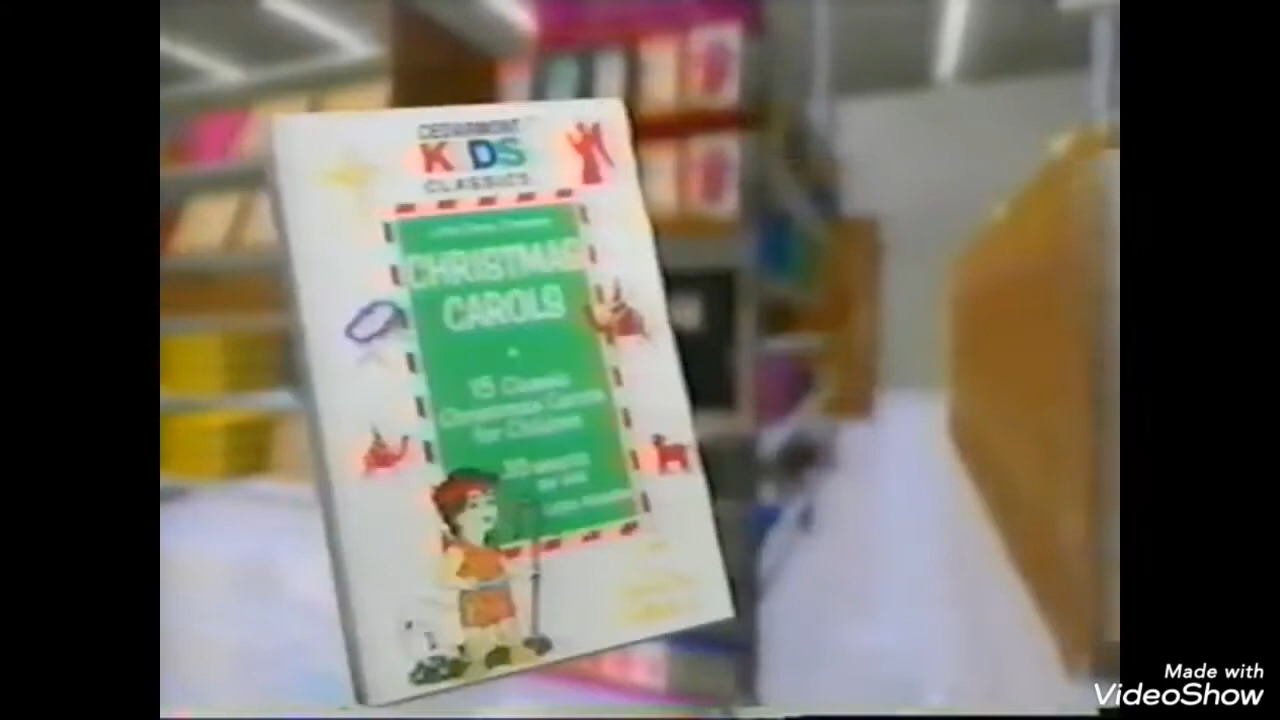 CEDARMONT
KIDS
CLASSICS
CHRISTMAS
CAROLS
15 Classic
Christmas Carols
for Children
Made with
VideoShow